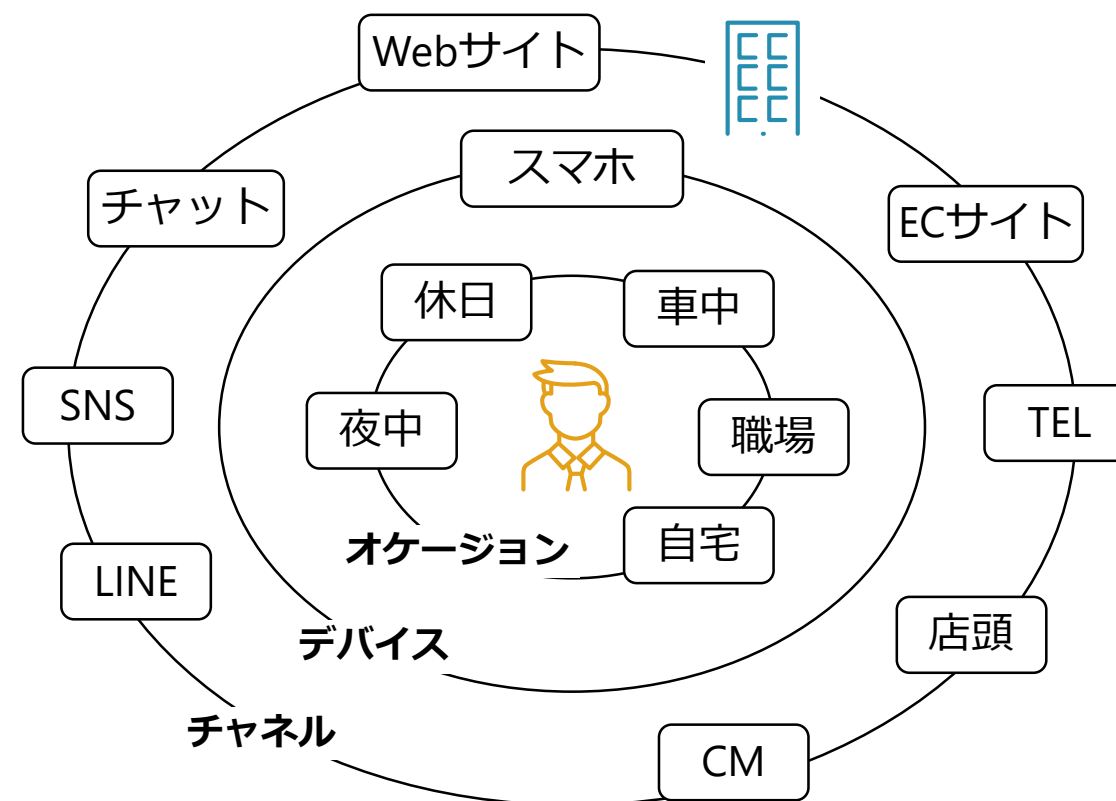 Webサイト
スマホ
チャット
ECサイト
休日
車中
SNS
夜中
職場
TEL
オケージョン
自宅
LINE
店頭
デバイス
チャネル
CM